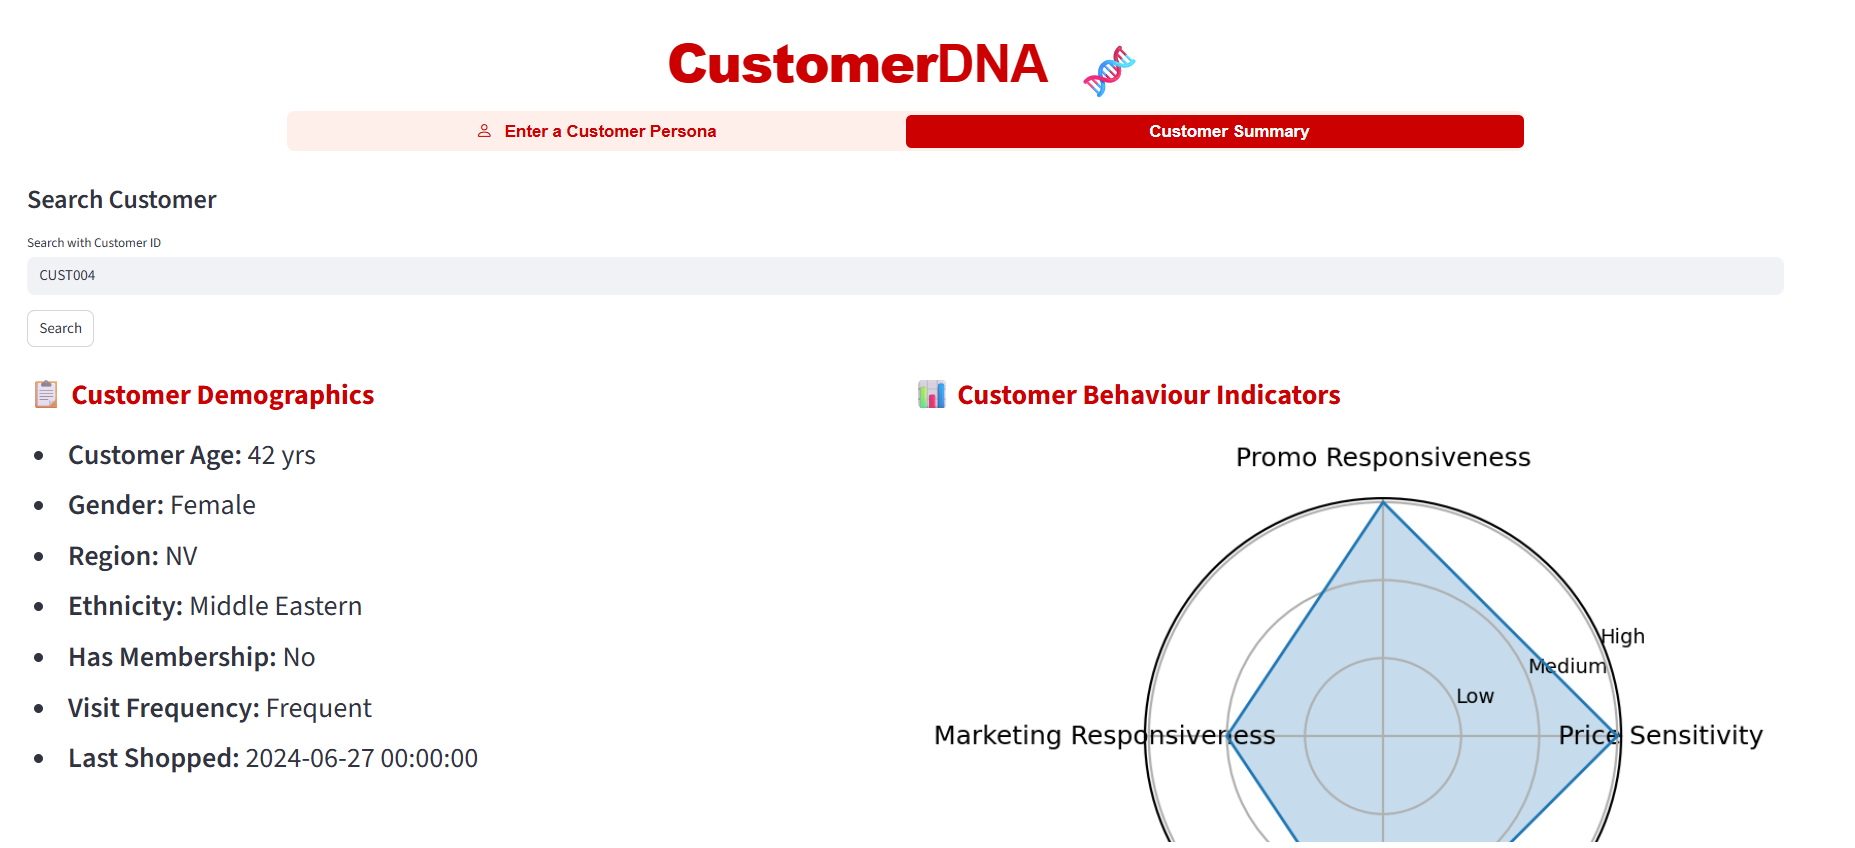 CustomerDNA
Enter a Customer Persona
Customer Summary
Search Customer
Search with Customer ID
CUST004
Search
Customer Demographics
Customer Age: 42 yrs
Gender: Female
Region: NV
Ethnicity: Middle Eastern
Has Membership: No
Visit Frequency: Frequent
Last Shopped: 2024-06-27 00:00:00
Customer Behaviour Indicators
Promo Responsiveness
High
Medium
Low
Marketing Responsiveness
Price Sensitivity